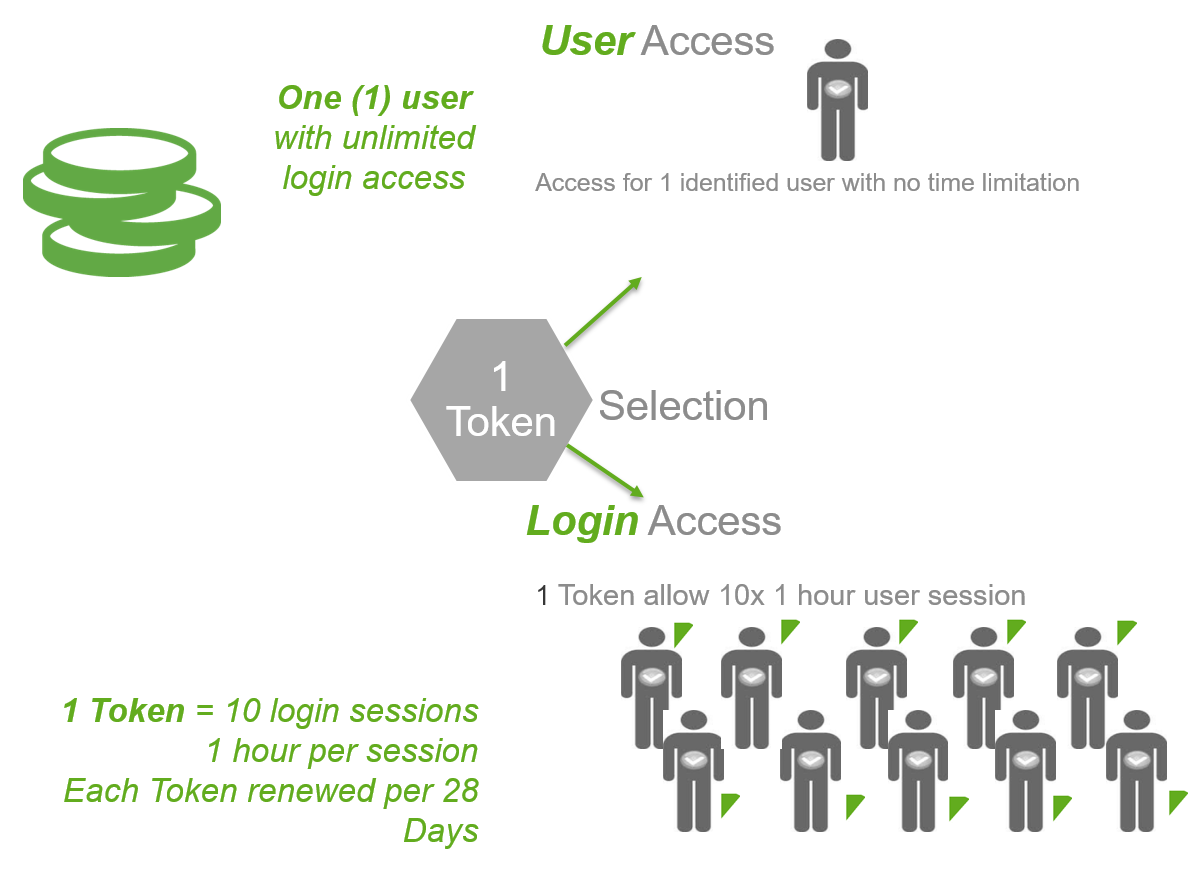 User Access
One (1) user
with unlimited
login access
Access for 1 identified user with no time limitation
1
Token
Selection
Login Access
1 Token allow 10x 1 hour user session
1 Token = 10 login sessions
1 hour per session
Each Token renewed per 28
Days